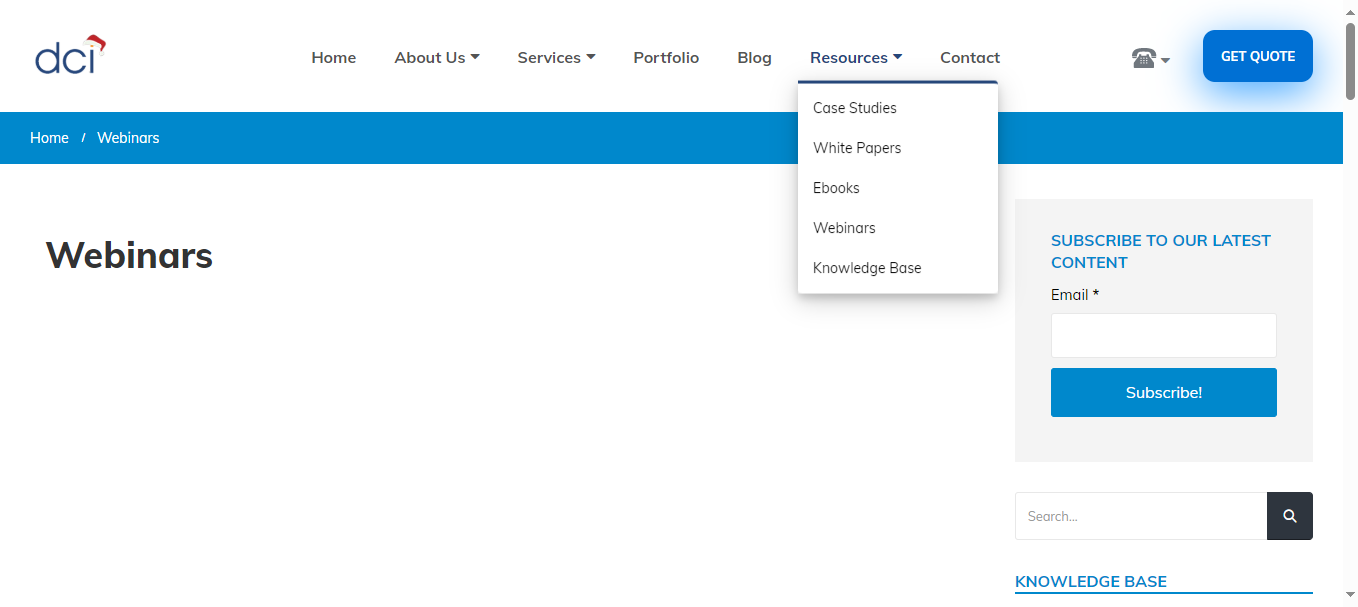 dci
Home About Us Services Portfolio Blog Resources Contact GET QUOTE
Home / Webinars
Case Studies
White Papers
Ebooks
Webinars
Knowledge Base
Webinars
SUBSCRIBE TO OUR LATEST
CONTENT
Email *
Subscribe!
Search...
KNOWLEDGE BASE